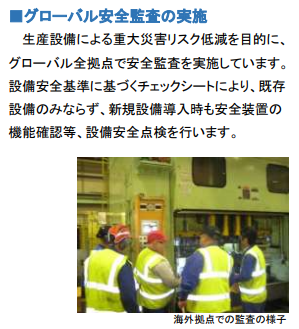 ■グローバル安全監査の実施
生産設備による重大災害リスク低減を目的に、
グローバル全拠点で安全監査を実施しています。
設備安全基準に基づくチェックシートにより、既存
設備のみならず、新規設備導入時も安全装置の
機能確認等、設備安全点検を行います。
海外拠点での監査の様子